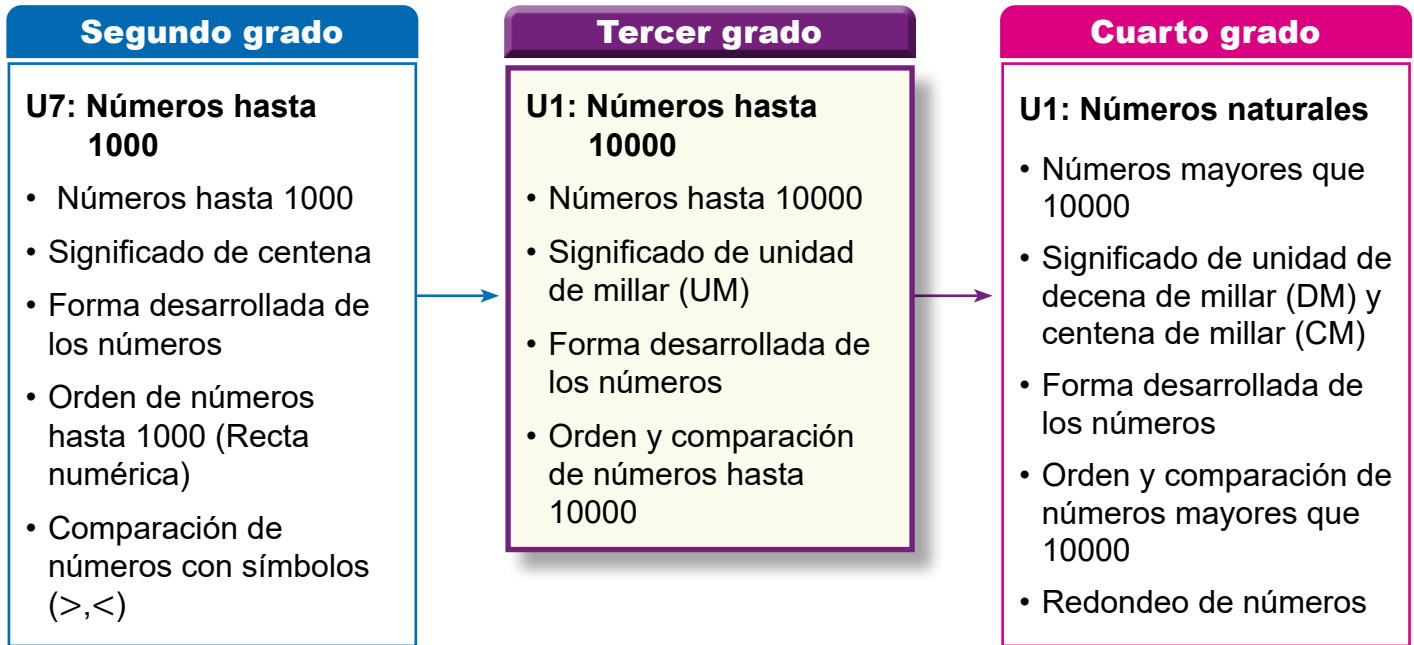 Segundo grado
U7: Números hasta
1000
• Números hasta 1000
• Significado de centena
• Forma desarrollada de
los números
• Orden de números
hasta 1000 (Recta
numérica)
• Comparación de
números con símbolos
(>,<)
Tercer grado
U1: Números hasta
10000
• Números hasta 10000
• Significado de unidad
de millar (UM)
• Forma desarrollada de
los números
• Orden y comparación
de números hasta
10000
Cuarto grado
U1: Números naturales
• Números mayores que
10000
• Significado de unidad de
decena de millar (DM) y
centena de millar (CM)
• Forma desarrollada de
los números
• Orden y comparación de
números mayores que
10000
• Redondeo de números